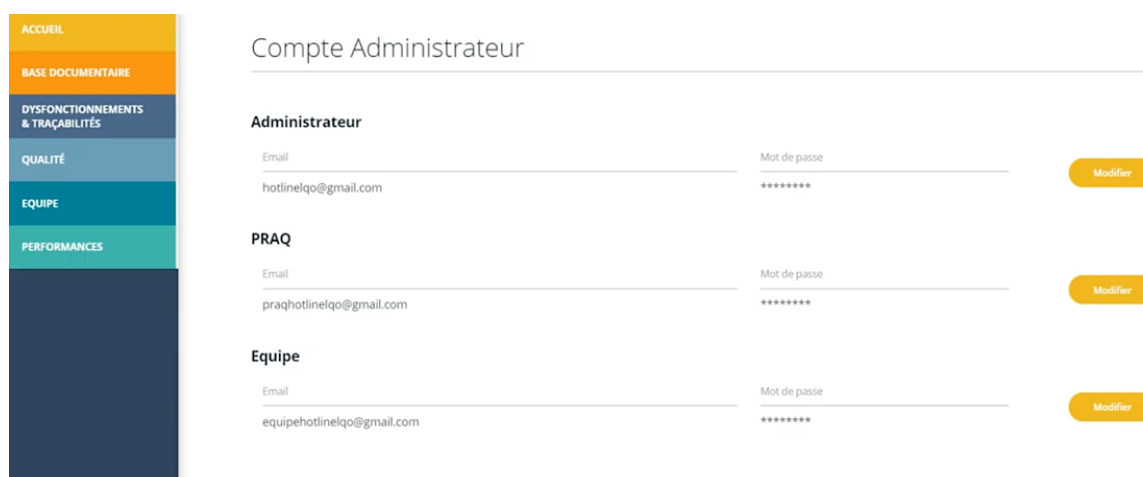 ACCUEIL
BASE DOCUMENTAIRE
DYSFONCTIONNEMENTS
& TRAÇABILITÉS
QUALITÉ
EQUIPE
PERFORMANCES
Compte Administrateur
Administrateur
Email Mot de passe
hotlinelqo@gmail.com ******** Modifier
PRAQ
Email Mot de passe
praqhotlinelqo@gmail.com ******** Modifier
Equipe
Email Mot de passe
equipehotlinelqo@gmail.com ******** Modifier